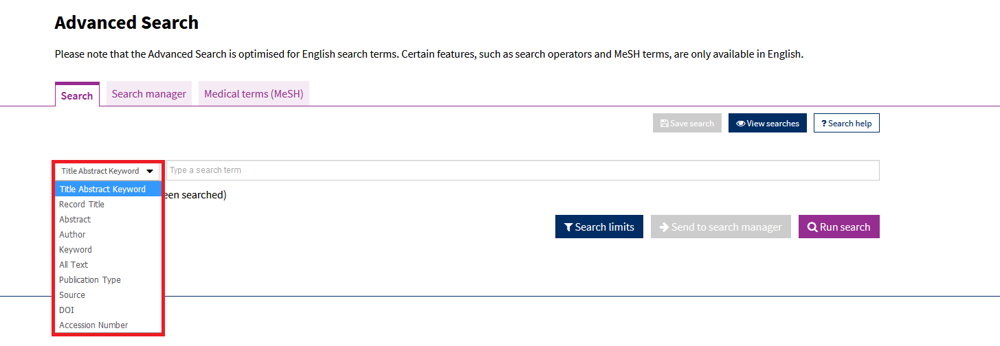 Advanced Search
Please note that the Advanced Search is optimised for English search terms. Certain features, such as search operators and MeSH terms, are only available in English.
Search
Search manager
Medical terms (MeSH)
Save search
View searches
? Search help
Title Abstract Keyword
Type a search term
Title Abstract Keyword
een searched)
Record Title
Abstract
Author
Keyword
All Text
Publication Type
Source
DOI
Accession Number
Search limits
Send to search manager
Run search